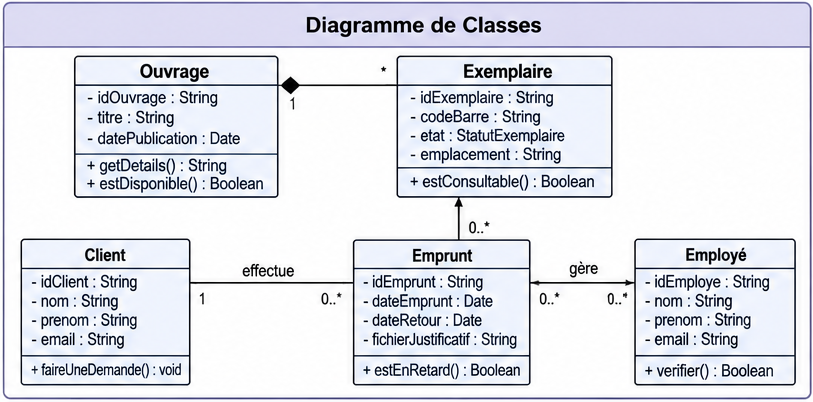 Diagramme de Classes
Ouvrage
- idOuvrage : String
- titre : String
- datePublication : Date
+ getDetails() : String
+ estDisponible() : Boolean
1
*
Exemplaire
- idExemplaire : String
- codeBarre : String
- etat : StatutExemplaire
- emplacement : String
+ estConsultable() : Boolean
0..*
Client
- idClient : String
- nom : String
- prenom : String
- email : String
+ faireUneDemande() : void
effectue
1
0..*
Emprunt
- idEmprunt : String
- dateEmprunt : Date
- dateRetour : Date
- fichierJustificatif : String
+ estEnRetard() : Boolean
gère
0..*
0..*
Employé
- idEmploye : String
- nom : String
- prenom : String
- email : String
+ verifier() : Boolean